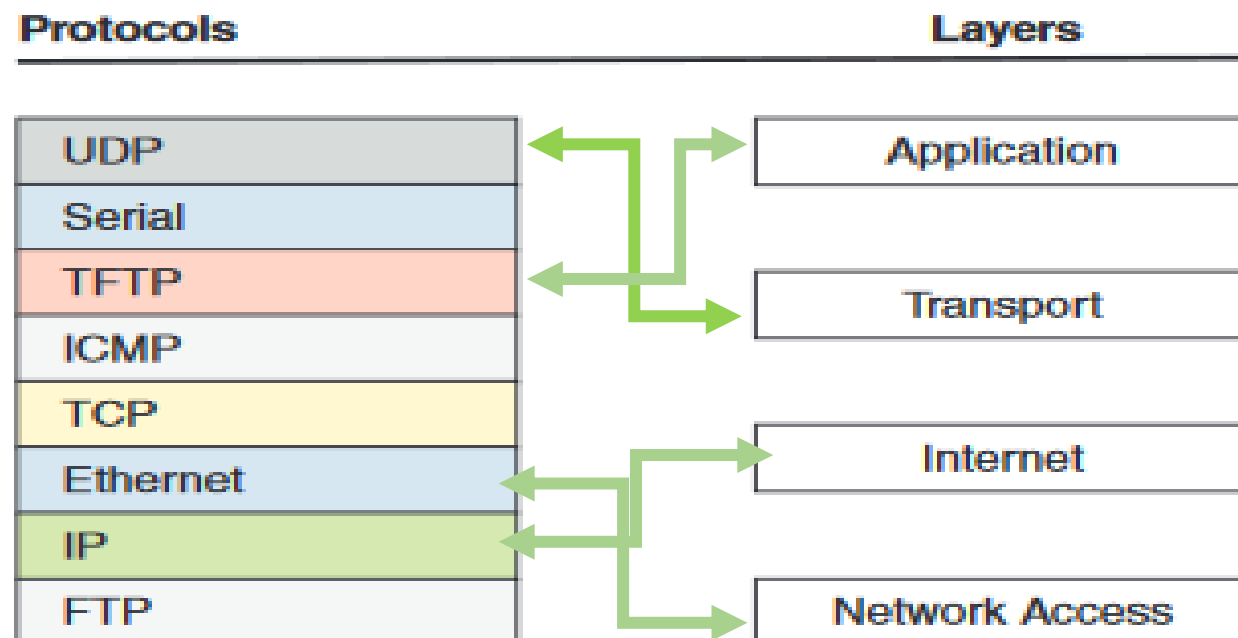 Protocols Layers
UDP
Serial
TFTP
ICMP
TCP
Ethernet
IP
FTP
Application
Transport
Internet
Network Access